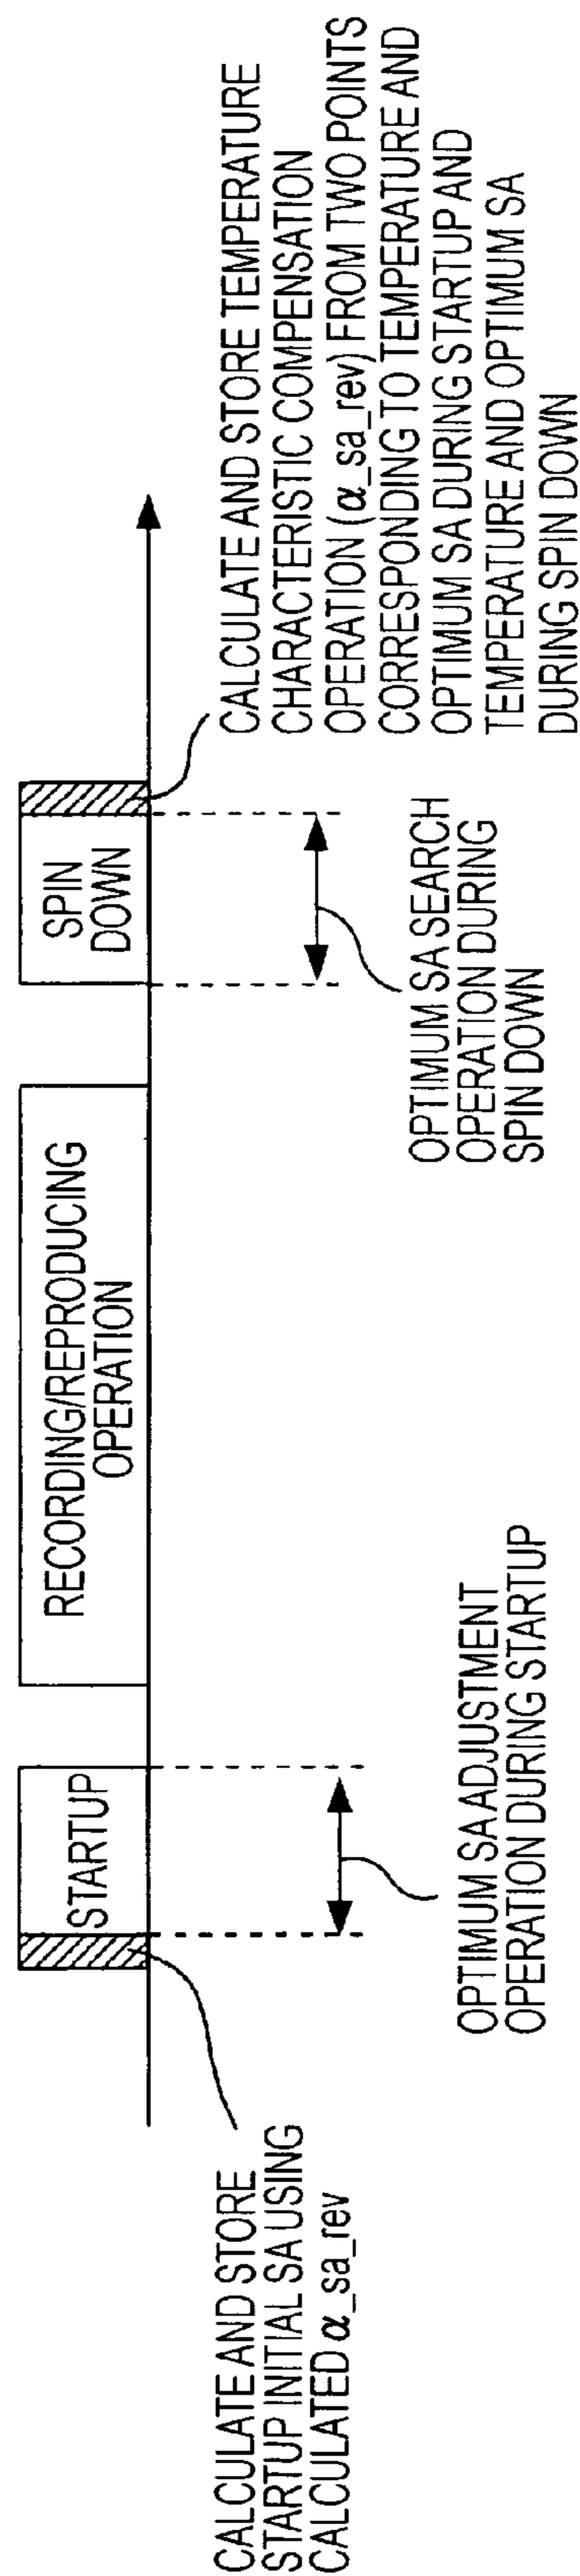 STARTUP
RECORDING/REPRODUCING
OPERATION
SPIN
DOWN
CALCULATE AND STORE
STARTUP INITIAL SA USING
CALCULATED α_sa_rev
OPTIMUM SA ADJUSTMENT
OPERATION DURING STARTUP
OPTIMUM SA SEARCH
OPERATION DURING
SPIN DOWN
CALCULATE AND STORE TEMPERATURE
CHARACTERISTIC COMPENSATION
OPERATION (α_sa_rev) FROM TWO POINTS
CORRESPONDING TO TEMPERATURE AND
OPTIMUM SA DURING STARTUP AND
TEMPERATURE AND OPTIMUM SA
DURING SPIN DOWN